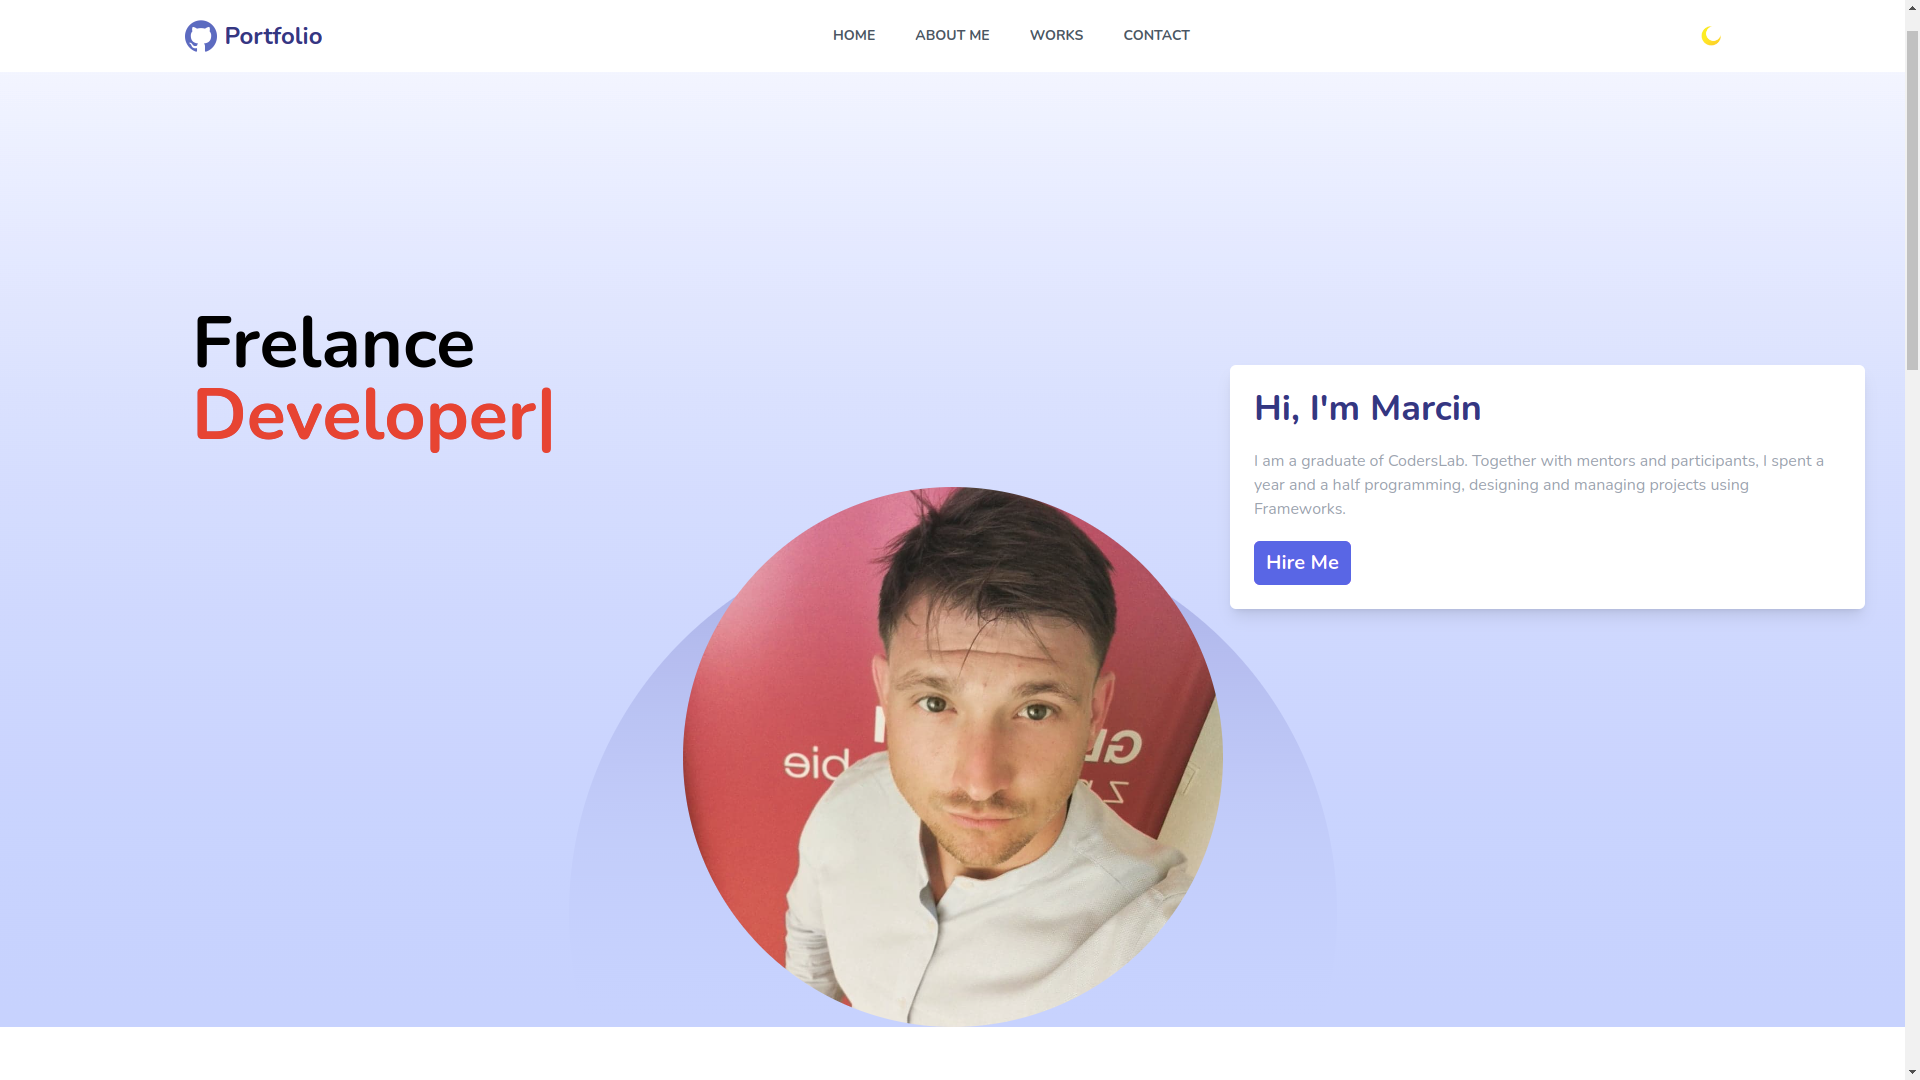 Portfolio
HOME
ABOUT ME
WORKS
CONTACT
Frelance
Developer|
Hi, I'm Marcin
I am a graduate of CodersLab. Together with mentors and participants, I spent a
year and a half programming, designing and managing projects using
Frameworks.
Hire Me
bie